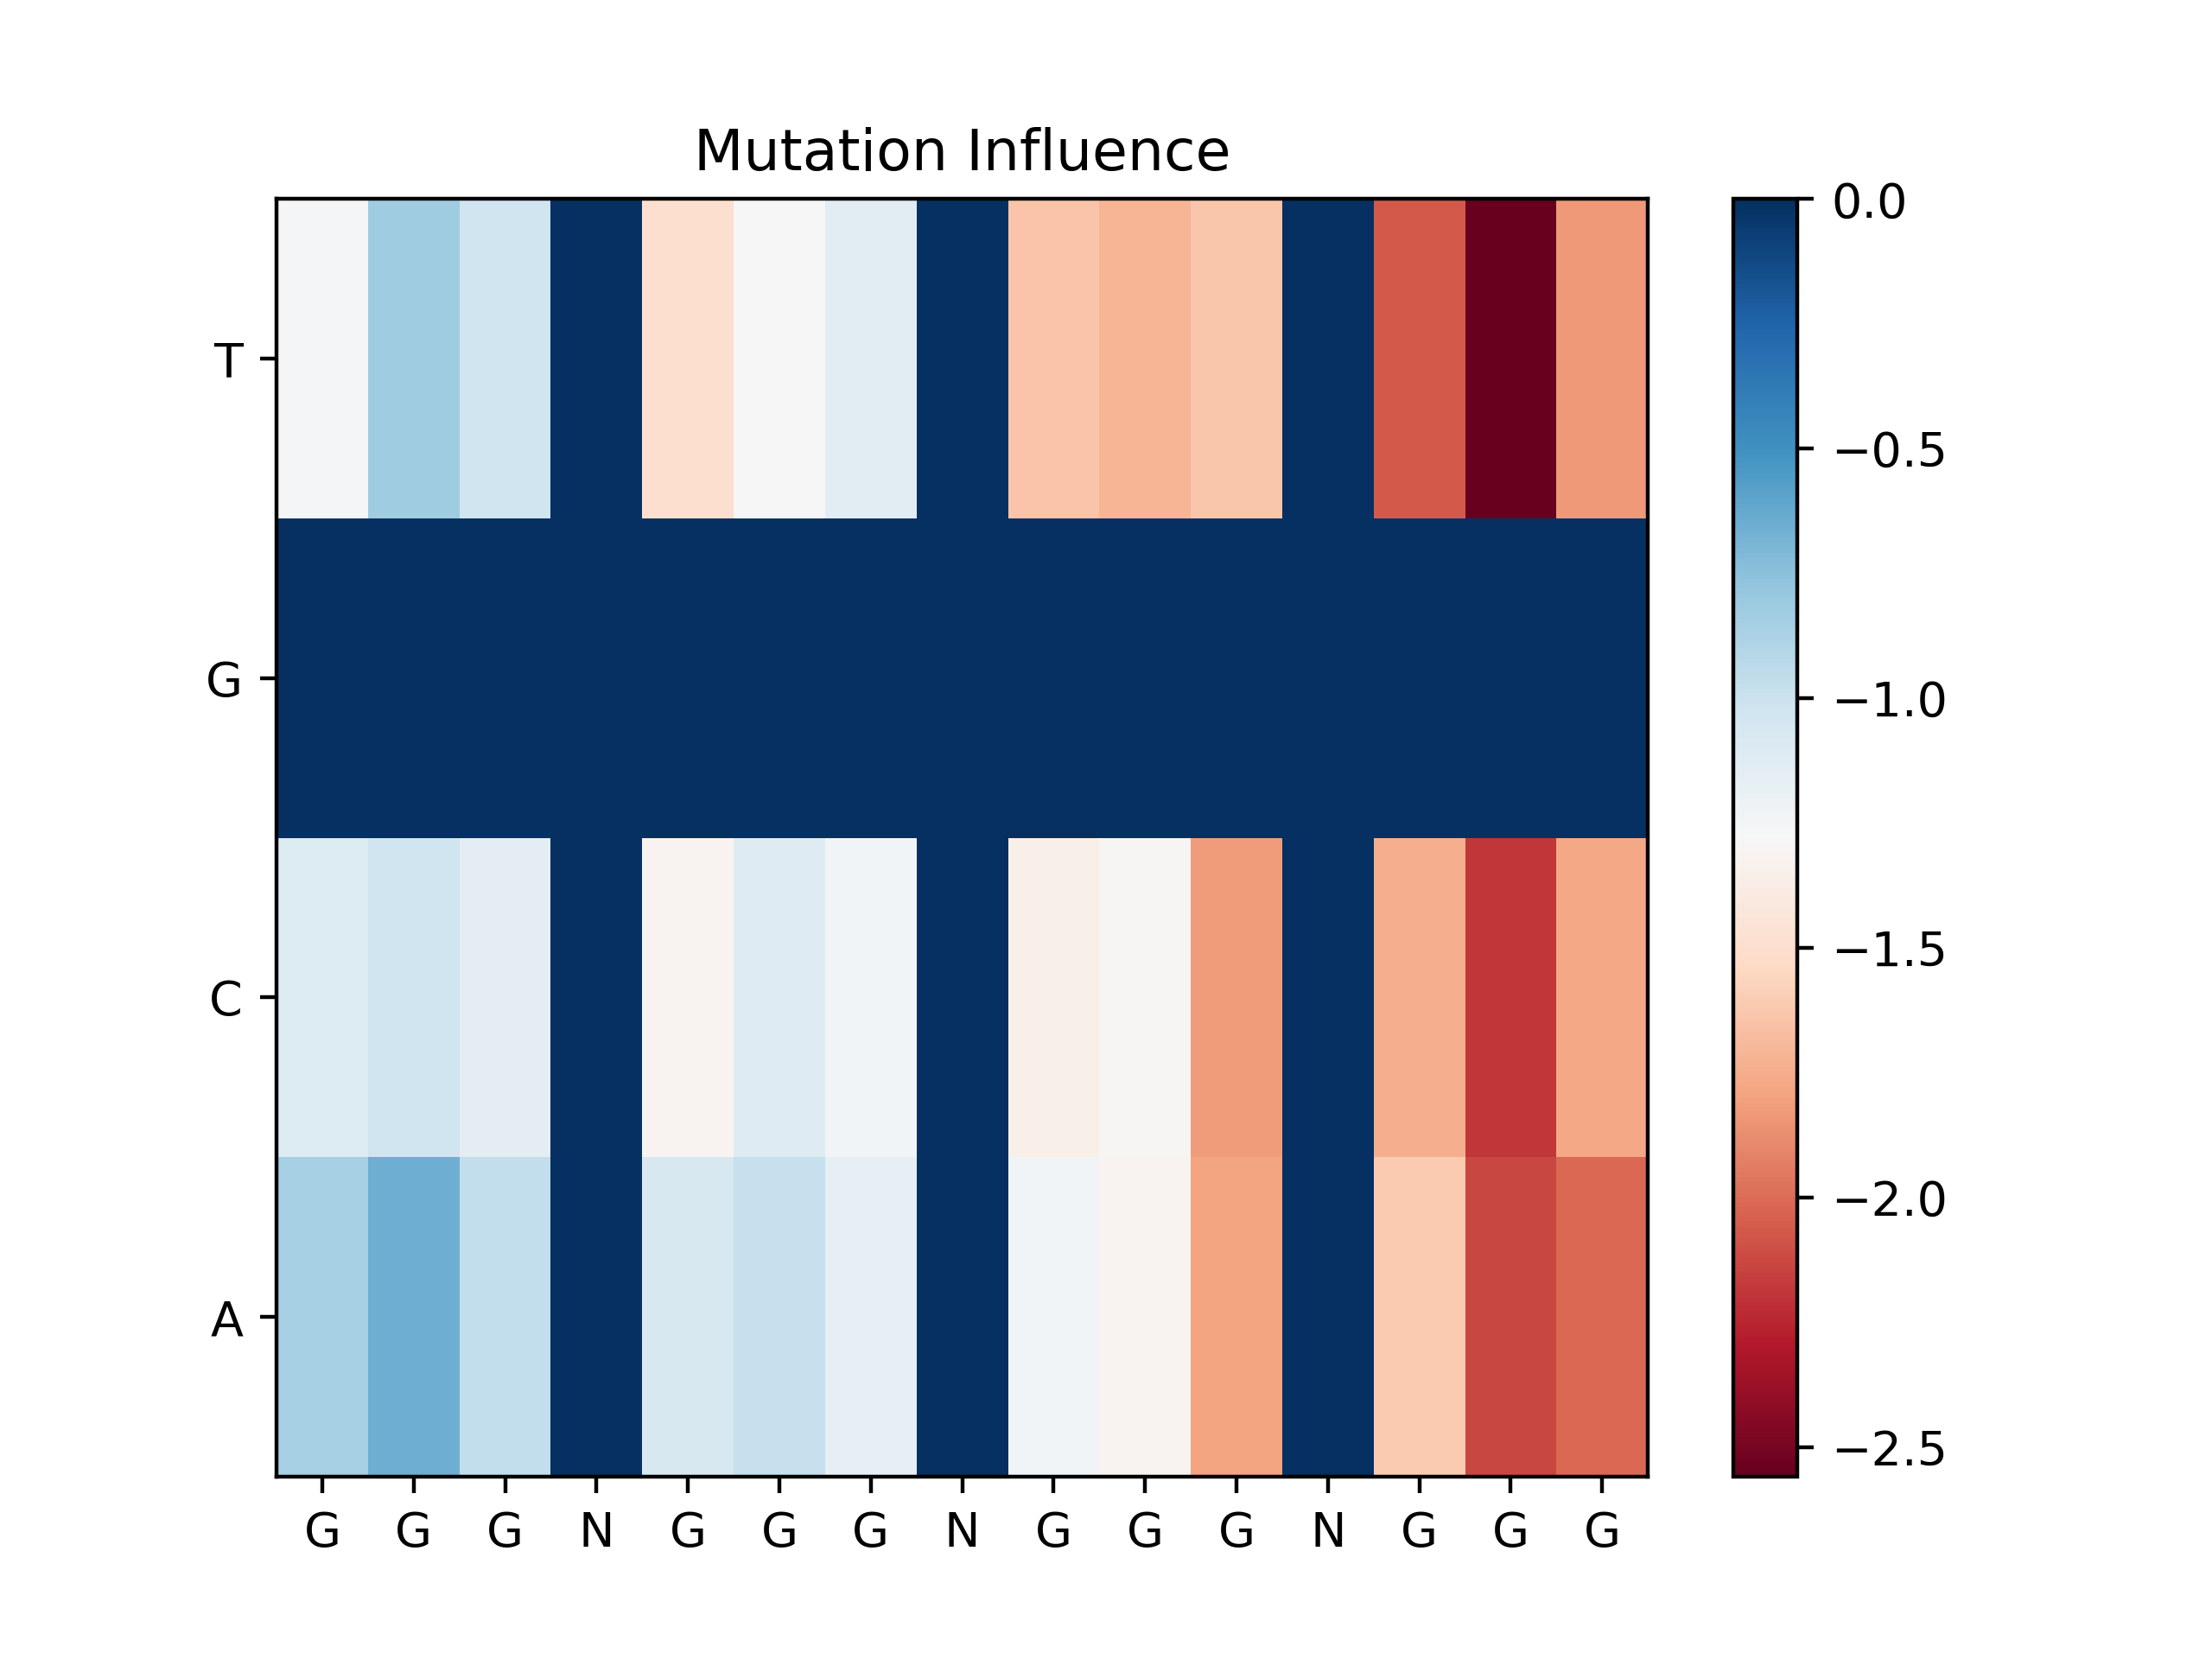 Mutation Influence
T
G
C
A
G G G N G G G N G G G N G G G
0.0
−0.5
−1.0
−1.5
−2.0
−2.5